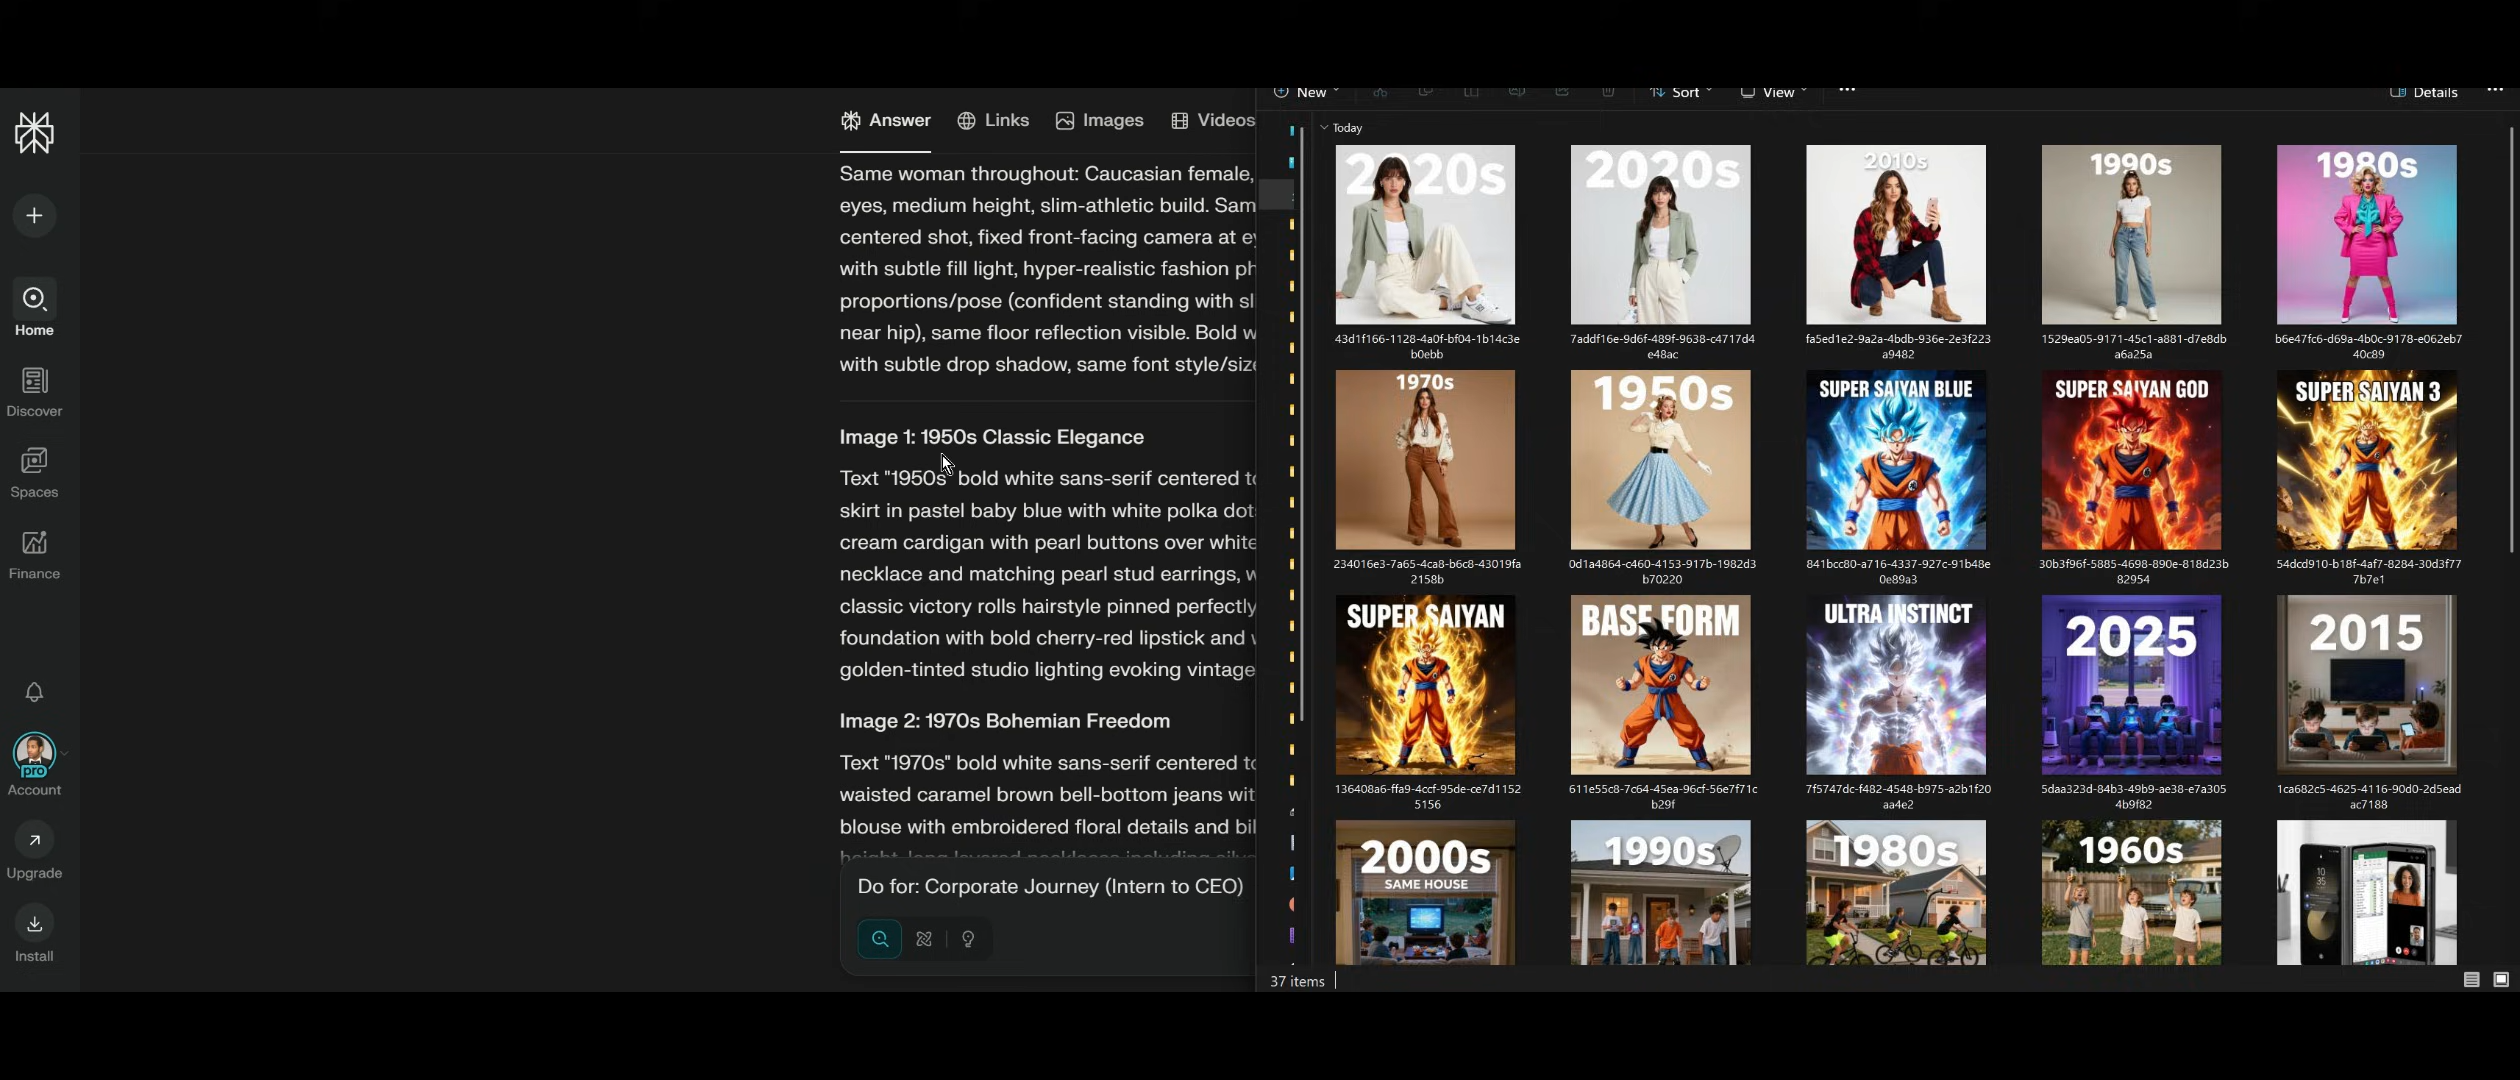 Answer
Links
Images
Videos
Home
Discover
Spaces
Finance
pro
Account
Upgrade
Install
Same woman throughout: Caucasian female,
eyes, medium height, slim-athletic build. Sam
centered shot, fixed front-facing camera at ey
with subtle fill light, hyper-realistic fashion ph
proportions/pose (confident standing with sl
near hip), same floor reflection visible. Bold w
with subtle drop shadow, same font style/size
Image 1: 1950s Classic Elegance
Text "1950s" bold white sans-serif centered to
skirt in pastel baby blue with white polka dot
cream cardigan with pearl buttons over white
necklace and matching pearl stud earrings, w
classic victory rolls hairstyle pinned perfectly
foundation with bold cherry-red lipstick and w
golden-tinted studio lighting evoking vintage
Image 2: 1970s Bohemian Freedom
Text "1970s" bold white sans-serif centered to
waisted caramel brown bell-bottom jeans wit
blouse with embroidered floral details and bil
Do for: Corporate Journey (Intern to CEO)
New
Sort
View
Details
Today
2020s
2020s
2010s
1990s
1980s
43d1f166-1128-4a0f-bf04-1b14c3e
b0ebb
7addf16e-9d6f-489f-9638-c4717d4
e48ac
fa5ed1e2-9a2a-4bdb-936e-2e3f223
a9482
1529ea05-9171-45c1-a881-d7e8db
a6a25a
b6e47fc6-d69a-4b0c-9178-e062eb7
40c89
1970s
1950s
SUPER SAIYAN BLUE
SUPER SAIYAN GOD
SUPER SAIYAN 3
234016e3-7a65-4ca8-b6c8-43019fa
2158b
0d1a4864-c460-4153-917b-1982d3
b70220
841bcc80-a716-4337-927c-91b48e
0e89a3
30b3f96f-5885-4698-890e-818d23b
82954
54dcd910-b18f-4af7-8284-30d3f77
7b7e1
SUPER SAIYAN
BASE FORM
ULTRA INSTINCT
2025
2015
136408a6-ffa9-4ccf-95de-ce7d1152
5156
611e55c8-7c64-45ea-96cf-56e7f71c
b29f
7f5747dc-f482-4548-b975-a2b1f20
aa4e2
5daa323d-84b3-49b9-ae38-e7a305
4b9f82
1ca682c5-4625-4116-90d0-2d5ead
ac7188
2000s
SAME HOUSE
1990s
1980s
1960s
10
35
37 items